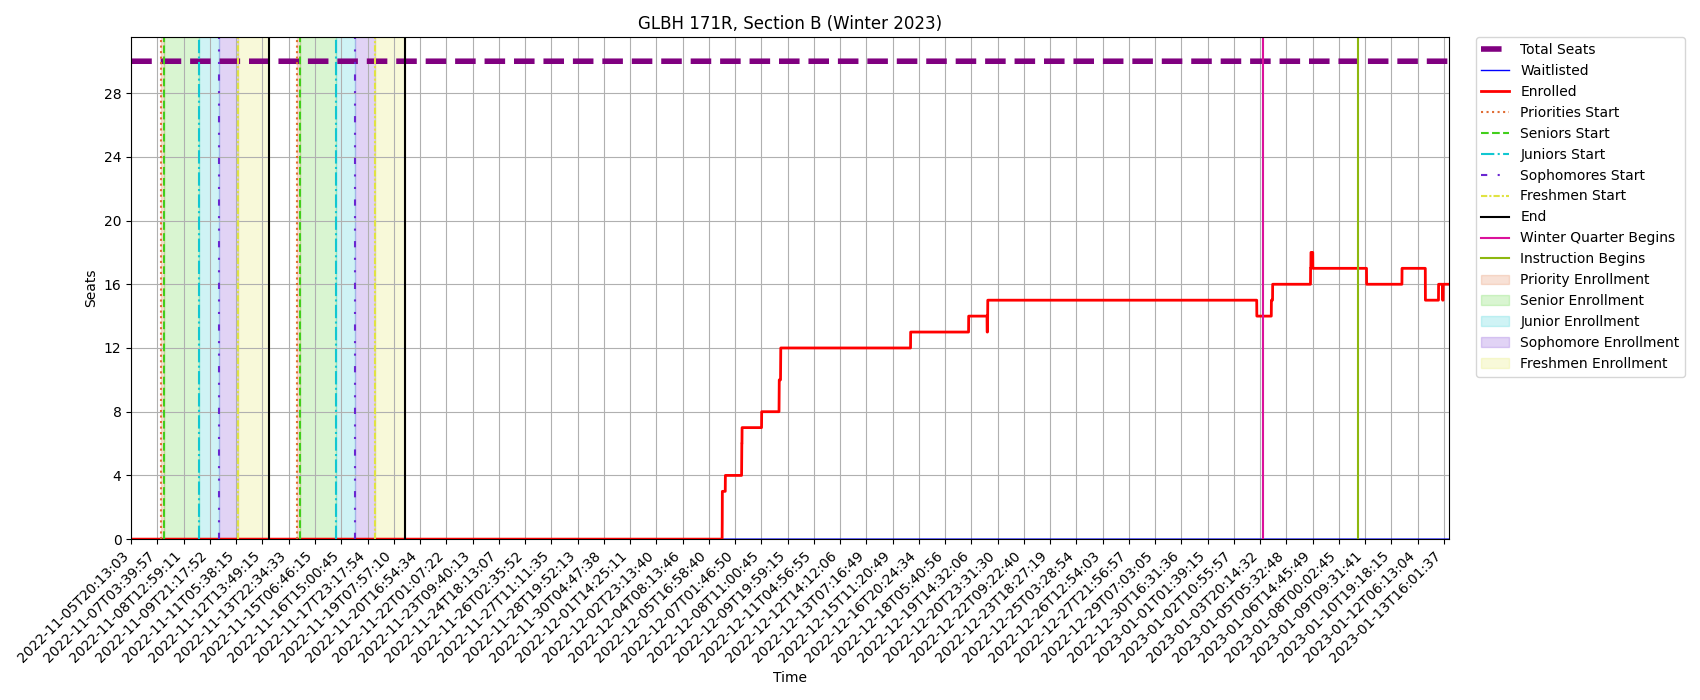 GLBH 171R, Section B (Winter 2023)
Seats
28
24
20
16
12
8
4
0
2022-11-05T20:13:03
2022-11-07T03:39:57
2022-11-08T12:59:11
2022-11-09T21:17:52
2022-11-11T05:38:15
2022-11-12T13:49:15
2022-11-13T22:34:33
2022-11-15T06:46:15
2022-11-16T15:00:45
2022-11-17T23:17:54
2022-11-19T07:57:10
2022-11-20T16:54:34
2022-11-22T01:07:22
2022-11-23T09:40:13
2022-11-24T18:13:07
2022-11-26T02:35:52
2022-11-27T11:11:35
2022-11-28T19:52:13
2022-11-30T04:47:38
2022-12-01T14:25:11
2022-12-02T23:13:40
2022-12-04T08:13:46
2022-12-05T16:58:40
2022-12-07T01:46:50
2022-12-08T11:00:45
2022-12-09T19:59:15
2022-12-11T04:56:55
2022-12-12T14:12:06
2022-12-13T07:16:49
2022-12-15T11:20:49
2022-12-16T20:24:34
2022-12-18T05:40:56
2022-12-19T14:32:06
2022-12-20T23:31:30
2022-12-22T09:22:40
2022-12-23T18:27:19
2022-12-25T03:28:54
2022-12-26T12:54:03
2022-12-27T21:56:57
2022-12-29T07:03:05
2022-12-30T16:31:36
2023-01-01T01:39:15
2023-01-02T10:55:57
2023-01-03T20:14:32
2023-01-05T05:32:48
2023-01-06T14:45:49
2023-01-08T00:02:45
2023-01-09T09:31:41
2023-01-10T19:18:15
2023-01-12T06:13:04
2023-01-13T16:01:37
Time
Total Seats
Waitlisted
Enrolled
Priorities Start
Seniors Start
Juniors Start
Sophomores Start
Freshmen Start
End
Winter Quarter Begins
Instruction Begins
Priority Enrollment
Senior Enrollment
Junior Enrollment
Sophomore Enrollment
Freshmen Enrollment